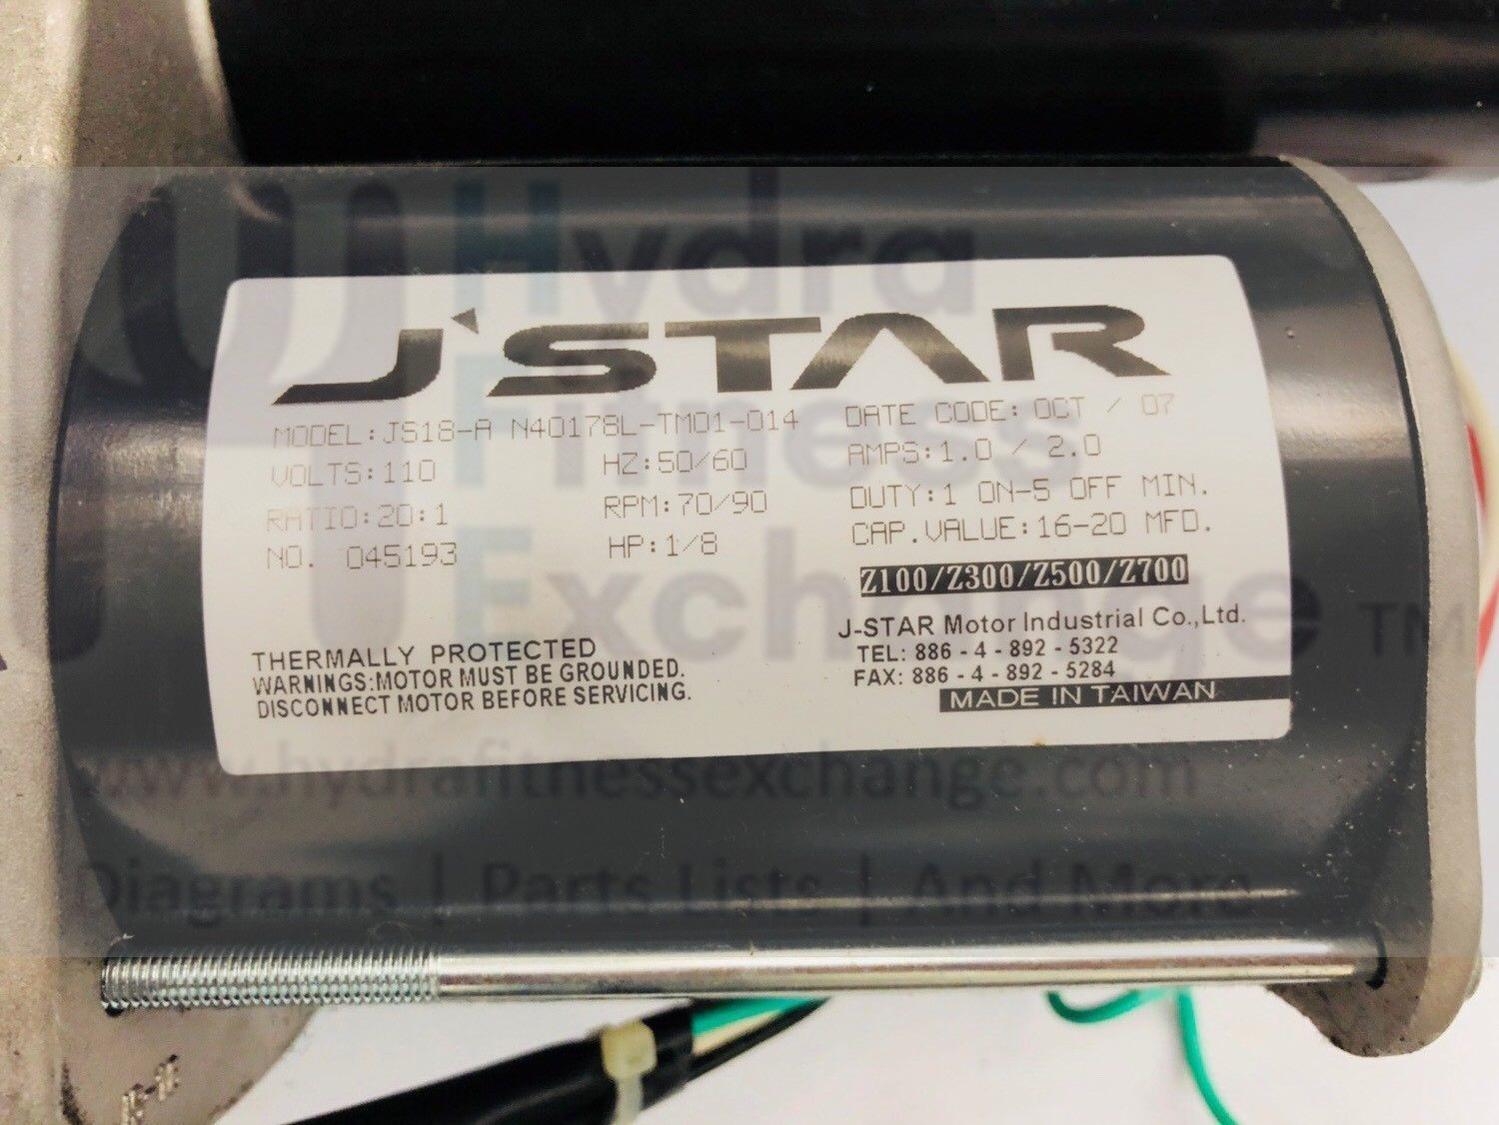 Hydra
Fitness
Exchange TM
www.hydrafitnessexchange.com
Diagrams | Parts Lists | And More
J'STAR
MODEL:JS18-A N40178L-TM01-014 DATE CODE: OCT / 07
VOLTS:110 HZ:50/60 AMPS:1.0 / 2.0
RATIO:20:1 RPM:70/90 DUTY:1 ON-5 OFF MIN.
NO. 045193 HP:1/8 CAP.VALUE:16-20 MFD.
Z100/Z300/Z500/Z700
J-STAR Motor Industrial Co.,Ltd.
TEL: 886 - 4 - 892 - 5322
FAX: 886 - 4 - 892 - 5284
MADE IN TAIWAN
THERMALLY PROTECTED
WARNINGS:MOTOR MUST BE GROUNDED.
DISCONNECT MOTOR BEFORE SERVICING.